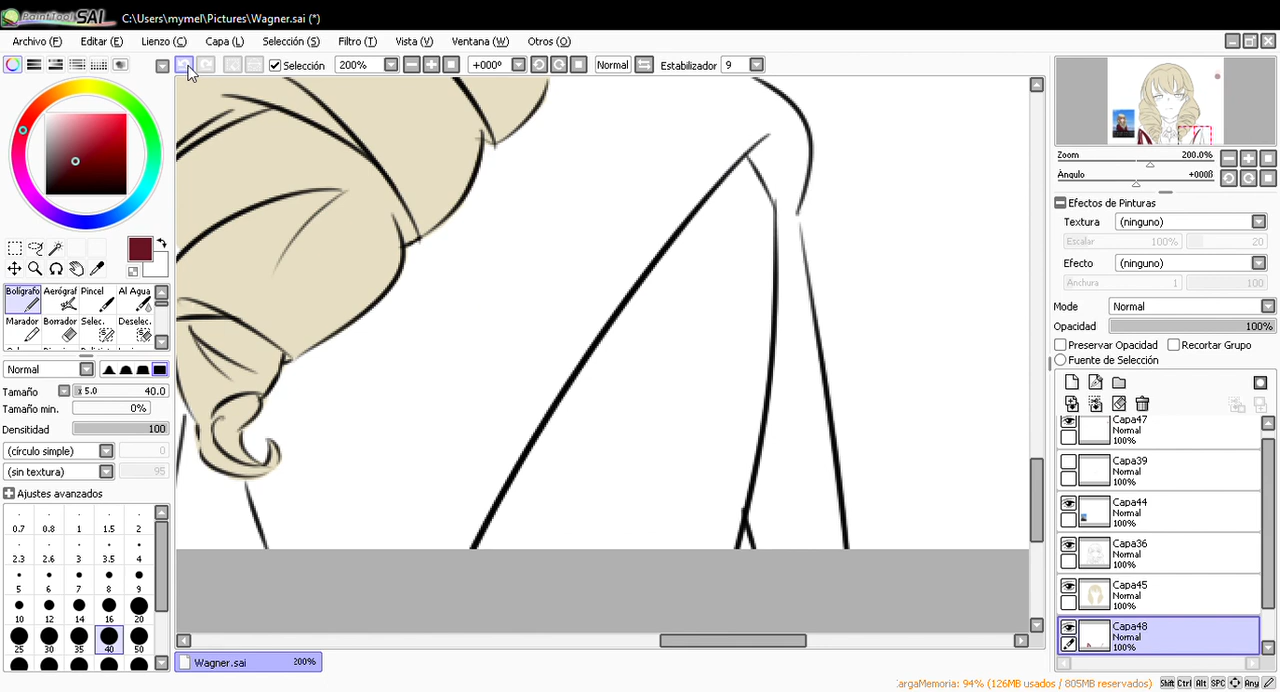 PaintTool SAI C:\Users\mymel\Pictures\Wagner.sai (*)
Archivo (F) Editar (E) Lienzo (C) Capa (L) Selección (S) Filtro (T) Vista (V) Ventana (W) Otros (O)
Selección 200% +000º Normal Estabilizador 9
Zoom 200.0%
Ángulo +000ß
Efectos de Pinturas
Textura (ninguno)
Escalar 100% 20
Efecto (ninguno)
Anchura 1 100
Mode Normal
Opacidad 100%
Preservar Opacidad Recortar Grupo
Fuente de Selección
Bolígrafo Aerógraf Pincel Al Agua
Marador Borrador Selec. Deselec.
Normal
Tamaño x 5.0 40.0
Tamaño min. 0%
Densitidad 100
(círculo simple) 0
(sin textura) 95
Ajustes avanzados
0.7 0.8 1 1.5 2
2.3 2.6 3 3.5 4
5 6 7 8 9
10 12 14 16 20
25 30 35 40 50
Capa47
Normal
100%
Capa39
Normal
100%
Capa44
Normal
100%
Capa36
Normal
100%
Capa45
Normal
100%
Capa48
Normal
100%
Wagner.sai 200%
CargaMemoria: 94% (126MB usados / 805MB reservados) Shift Ctrl Alt SPC Any